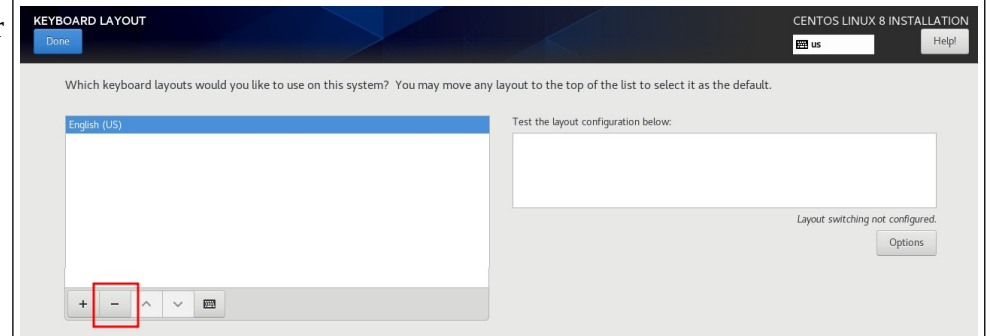 r
KEYBOARD LAYOUT
CENTOS LINUX 8 INSTALLATION
Done
us
Help!
Which keyboard layouts would you like to use on this system? You may move any layout to the top of the list to select it as the default.
English (US)
Test the layout configuration below:
Layout switching not configured.
Options
+ −